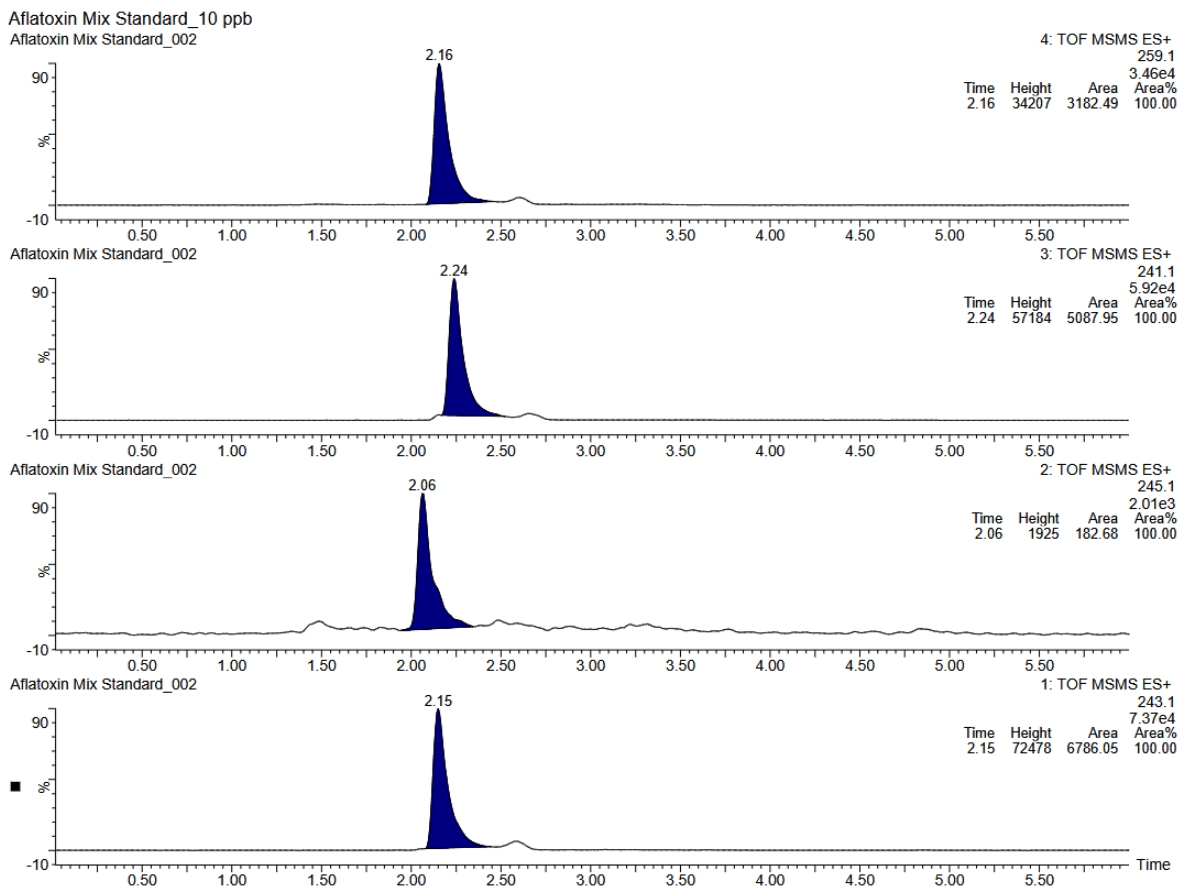 Aflatoxin Mix Standard_10 ppb
Aflatoxin Mix Standard_002
4: TOF MSMS ES+
259.1
3.46e4
Time Height Area Area%
2.16 34207 3182.49 100.00
2.16
90
%
-10
0.50 1.00 1.50 2.00 2.50 3.00 3.50 4.00 4.50 5.00 5.50
Aflatoxin Mix Standard_002
3: TOF MSMS ES+
241.1
5.92e4
Time Height Area Area%
2.24 57184 5087.95 100.00
2.24
90
%
-10
0.50 1.00 1.50 2.00 2.50 3.00 3.50 4.00 4.50 5.00 5.50
Aflatoxin Mix Standard_002
2: TOF MSMS ES+
245.1
2.01e3
Time Height Area Area%
2.06 1925 182.68 100.00
2.06
90
%
-10
0.50 1.00 1.50 2.00 2.50 3.00 3.50 4.00 4.50 5.00 5.50
Aflatoxin Mix Standard_002
1: TOF MSMS ES+
243.1
7.37e4
Time Height Area Area%
2.15 72478 6786.05 100.00
2.15
90
%
-10
Time
0.50 1.00 1.50 2.00 2.50 3.00 3.50 4.00 4.50 5.00 5.50